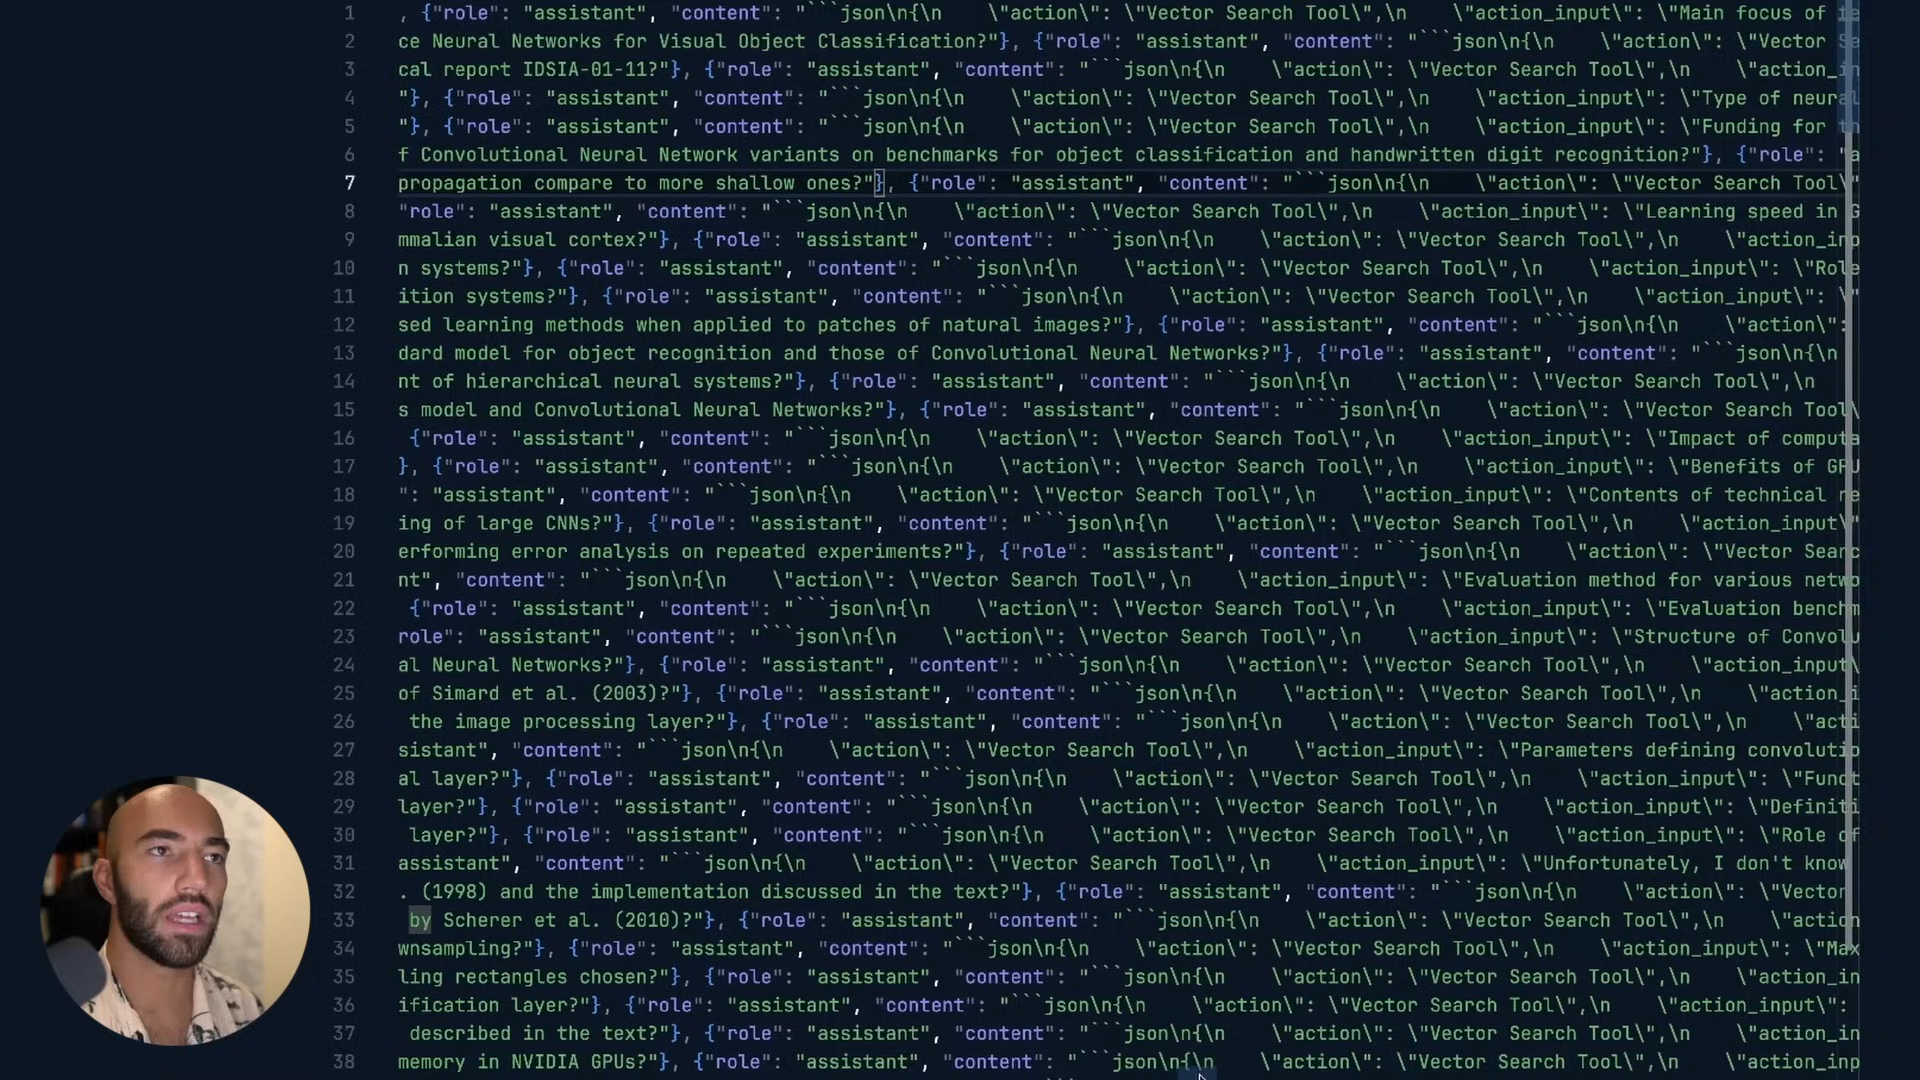 1 , {"role": "assistant", "content": "```json\n{\n    \"action\": \"Vector Search Tool\",\n    \"action_input\": \"Main focus of te
2 ce Neural Networks for Visual Object Classification?"}, {"role": "assistant", "content": "```json\n{\n    \"action\": \"Vector Se
3 cal report IDSIA-01-11?"}, {"role": "assistant", "content": "```json\n{\n    \"action\": \"Vector Search Tool\",\n    \"action_in
4 "}, {"role": "assistant", "content": "```json\n{\n    \"action\": \"Vector Search Tool\",\n    \"action_input\": \"Type of neural
5 "}, {"role": "assistant", "content": "```json\n{\n    \"action\": \"Vector Search Tool\",\n    \"action_input\": \"Funding for th
6 f Convolutional Neural Network variants on benchmarks for object classification and handwritten digit recognition?"}, {"role": "a
7 propagation compare to more shallow ones?"}, {"role": "assistant", "content": "```json\n{\n    \"action\": \"Vector Search Tool\"
8 "role": "assistant", "content": "```json\n{\n    \"action\": \"Vector Search Tool\",\n    \"action_input\": \"Learning speed in G
9 mmalian visual cortex?"}, {"role": "assistant", "content": "```json\n{\n    \"action\": \"Vector Search Tool\",\n    \"action_inp
10 n systems?"}, {"role": "assistant", "content": "```json\n{\n    \"action\": \"Vector Search Tool\",\n    \"action_input\": \"Role
11 ition systems?"}, {"role": "assistant", "content": "```json\n{\n    \"action\": \"Vector Search Tool\",\n    \"action_input\": \"
12 sed learning methods when applied to patches of natural images?"}, {"role": "assistant", "content": "```json\n{\n    \"action\":
13 dard model for object recognition and those of Convolutional Neural Networks?"}, {"role": "assistant", "content": "```json\n{\n
14 nt of hierarchical neural systems?"}, {"role": "assistant", "content": "```json\n{\n    \"action\": \"Vector Search Tool\",\n
15 s model and Convolutional Neural Networks?"}, {"role": "assistant", "content": "```json\n{\n    \"action\": \"Vector Search Tool\
16 {"role": "assistant", "content": "```json\n{\n    \"action\": \"Vector Search Tool\",\n    \"action_input\": \"Impact of computa
17 }, {"role": "assistant", "content": "```json\n{\n    \"action\": \"Vector Search Tool\",\n    \"action_input\": \"Benefits of GPU
18 ": "assistant", "content": "```json\n{\n    \"action\": \"Vector Search Tool\",\n    \"action_input\": \"Contents of technical re
19 ing of large CNNs?"}, {"role": "assistant", "content": "```json\n{\n    \"action\": \"Vector Search Tool\",\n    \"action_input\"
20 erforming error analysis on repeated experiments?"}, {"role": "assistant", "content": "```json\n{\n    \"action\": \"Vector Searc
21 nt", "content": "```json\n{\n    \"action\": \"Vector Search Tool\",\n    \"action_input\": \"Evaluation method for various netwo
22 {"role": "assistant", "content": "```json\n{\n    \"action\": \"Vector Search Tool\",\n    \"action_input\": \"Evaluation benchm
23 role": "assistant", "content": "```json\n{\n    \"action\": \"Vector Search Tool\",\n    \"action_input\": \"Structure of Convolu
24 al Neural Networks?"}, {"role": "assistant", "content": "```json\n{\n    \"action\": \"Vector Search Tool\",\n    \"action_input\
25 of Simard et al. (2003)?"}, {"role": "assistant", "content": "```json\n{\n    \"action\": \"Vector Search Tool\",\n    \"action_i
26 the image processing layer?"}, {"role": "assistant", "content": "```json\n{\n    \"action\": \"Vector Search Tool\",\n    \"acti
27 sistant", "content": "```json\n{\n    \"action\": \"Vector Search Tool\",\n    \"action_input\": \"Parameters defining convolutio
28 al layer?"}, {"role": "assistant", "content": "```json\n{\n    \"action\": \"Vector Search Tool\",\n    \"action_input\": \"Funct
29 layer?"}, {"role": "assistant", "content": "```json\n{\n    \"action\": \"Vector Search Tool\",\n    \"action_input\": \"Definiti
30 layer?"}, {"role": "assistant", "content": "```json\n{\n    \"action\": \"Vector Search Tool\",\n    \"action_input\": \"Role of
31 assistant", "content": "```json\n{\n    \"action\": \"Vector Search Tool\",\n    \"action_input\": \"Unfortunately, I don't know
32 . (1998) and the implementation discussed in the text?"}, {"role": "assistant", "content": "```json\n{\n    \"action\": \"Vector
33 by Scherer et al. (2010)?"}, {"role": "assistant", "content": "```json\n{\n    \"action\": \"Vector Search Tool\",\n    \"action
34 wnsampling?"}, {"role": "assistant", "content": "```json\n{\n    \"action\": \"Vector Search Tool\",\n    \"action_input\": \"Max
35 ling rectangles chosen?"}, {"role": "assistant", "content": "```json\n{\n    \"action\": \"Vector Search Tool\",\n    \"action_in
36 ification layer?"}, {"role": "assistant", "content": "```json\n{\n    \"action\": \"Vector Search Tool\",\n    \"action_input\":
37 described in the text?"}, {"role": "assistant", "content": "```json\n{\n    \"action\": \"Vector Search Tool\",\n    \"action_in
38 memory in NVIDIA GPUs?"}, {"role": "assistant", "content": "```json\n{\n    \"action\": \"Vector Search Tool\",\n    \"action_inp